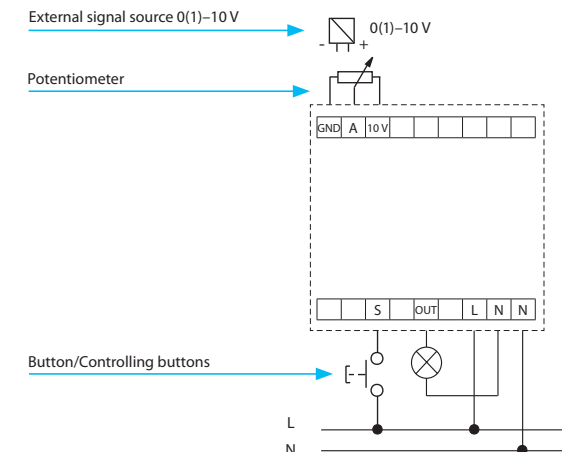 External signal source 0(1)–10 V
0(1)–10 V
- +
Potentiometer
GND A 10 V
S OUT L N N
Button/Controlling buttons
L
N